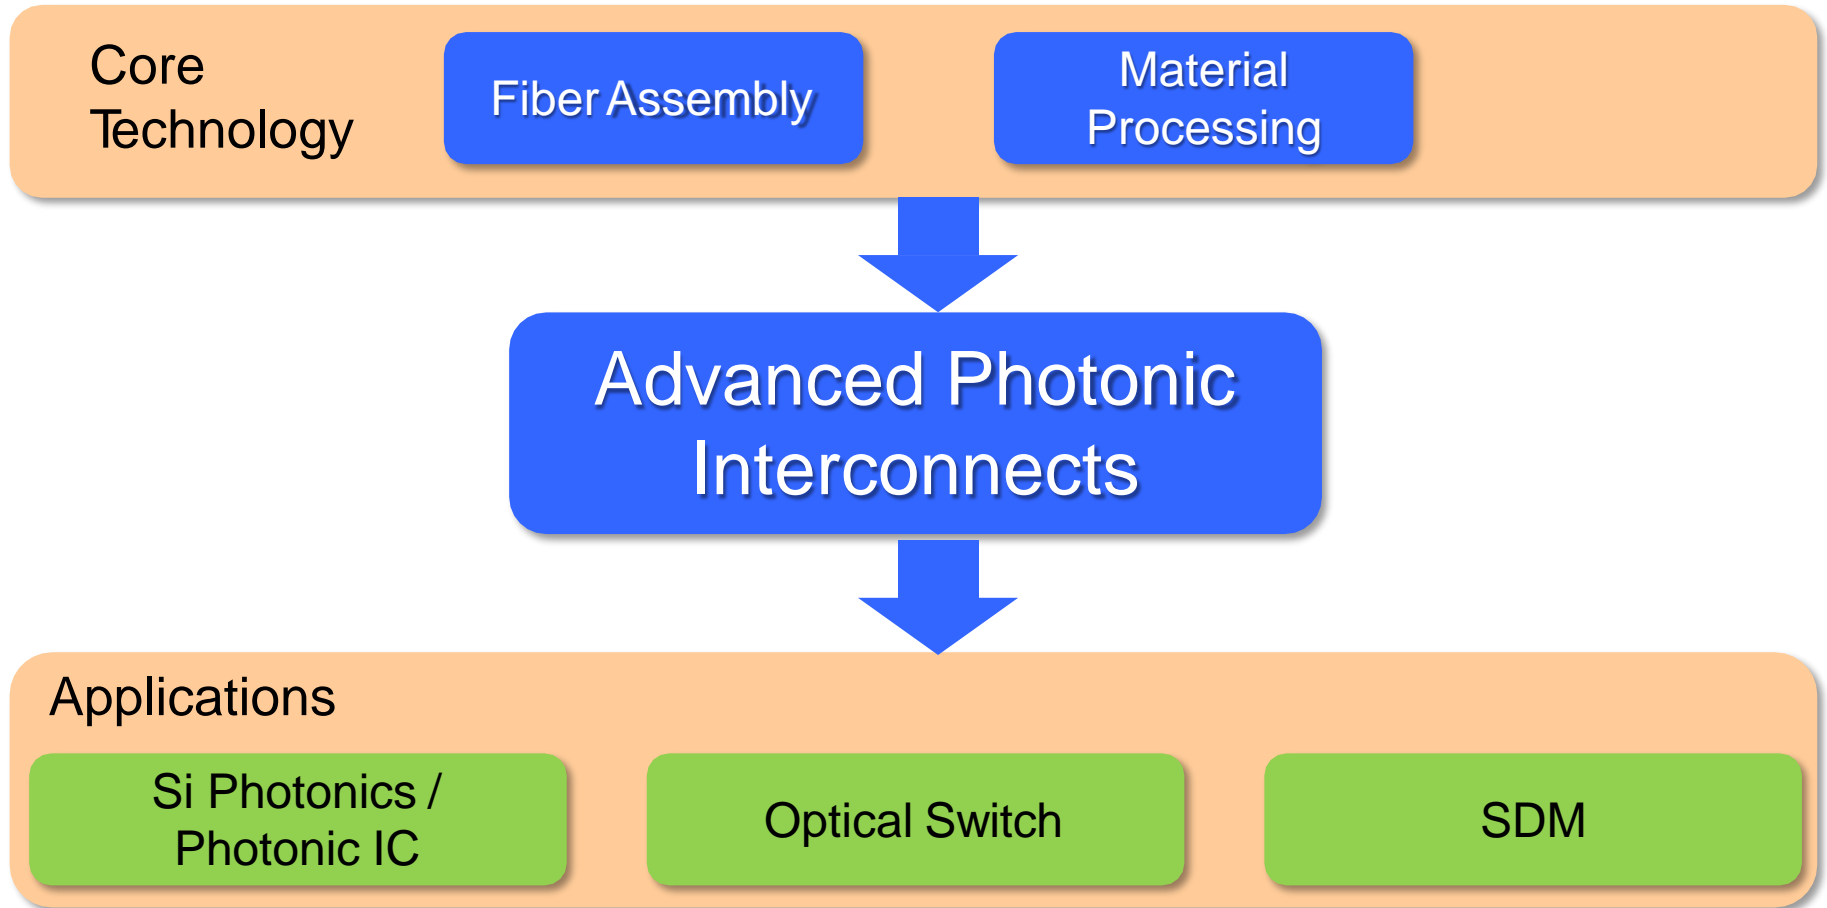 Core
Technology
Fiber Assembly
Material
Processing
Advanced Photonic
Interconnects
Applications
Si Photonics /
Photonic IC
Optical Switch
SDM